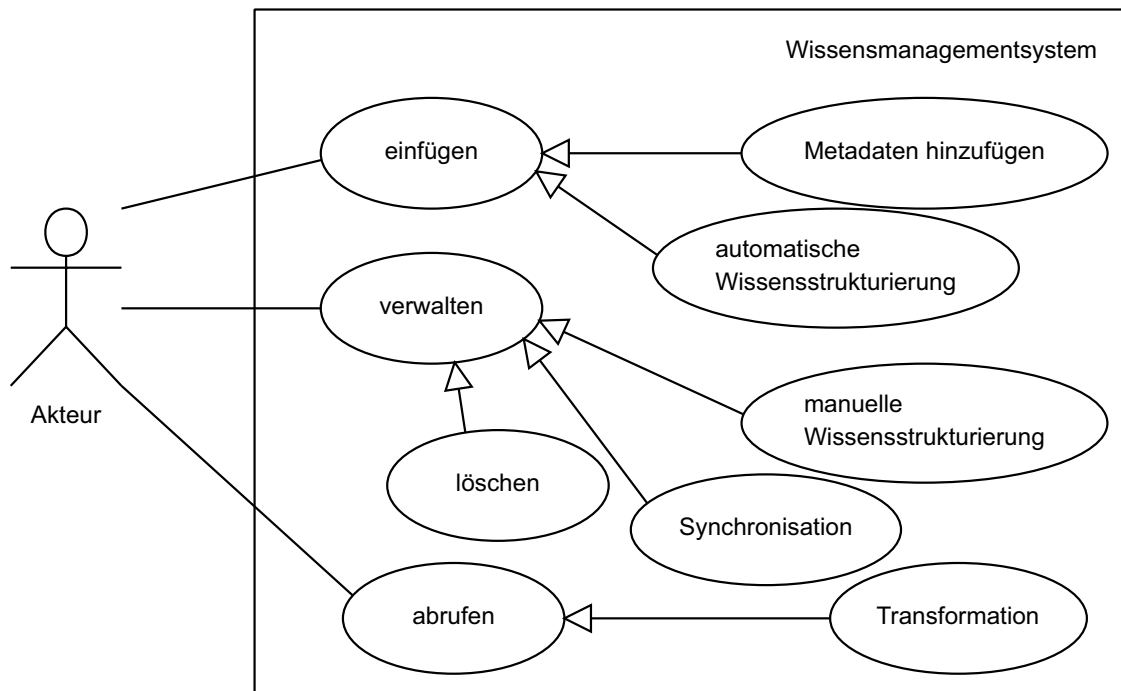 Wissensmanagementsystem
einfügen
Metadaten hinzufügen
automatische
Wissensstrukturierung
verwalten
Akteur
manuelle
Wissensstrukturierung
löschen
Synchronisation
abrufen
Transformation